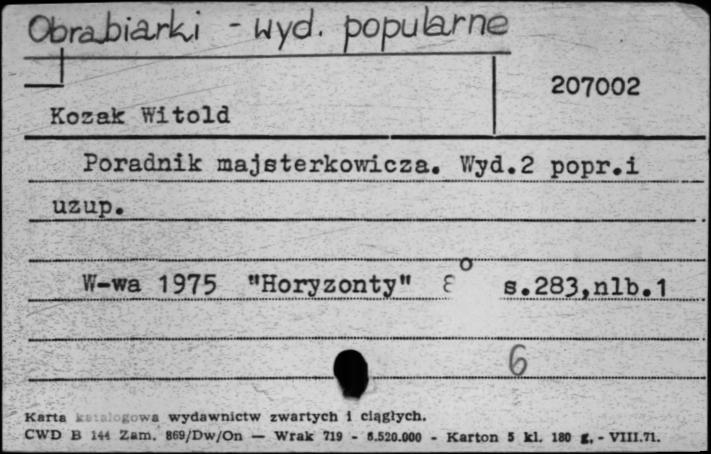 Obrabiarki - wyd. popularne
207002
Kozak Witold
Poradnik majsterkowicza. Wyd.2 popr.i
uzup.
W-wa 1975 "Horyzonty" 8° s.283,nlb.1
6
Karta katalogowa wydawnictw zwartych i ciągłych.
CWD B 144 Zam. 869/Dw/On — Wrak 719 - 6.520.000 - Karton 5 kl. 180 g. - VIII.71.